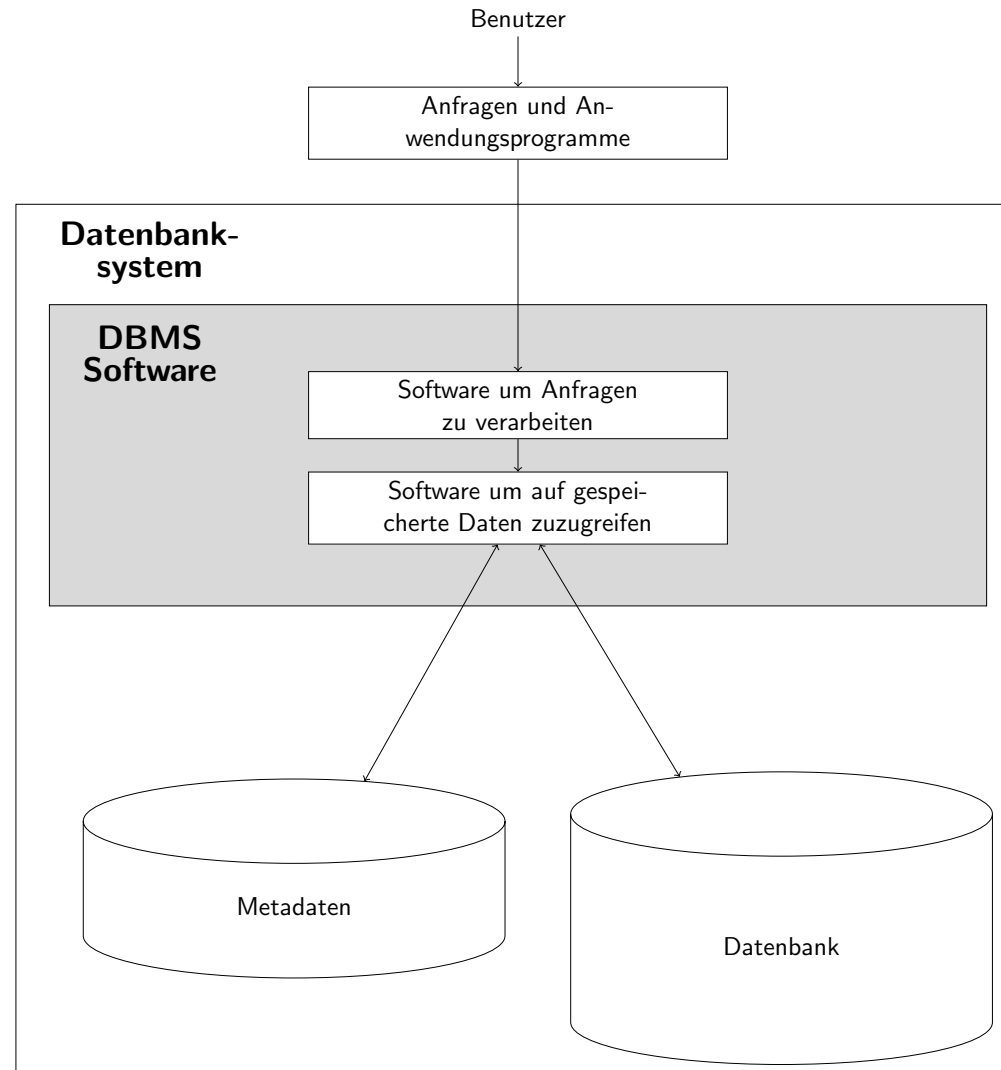 Benutzer
Anfragen und An-
wendungsprogramme
Datenbank-
system
DBMS
Software
Software um Anfragen
zu verarbeiten
Software um auf gespei-
cherte Daten zuzugreifen
Metadaten
Datenbank